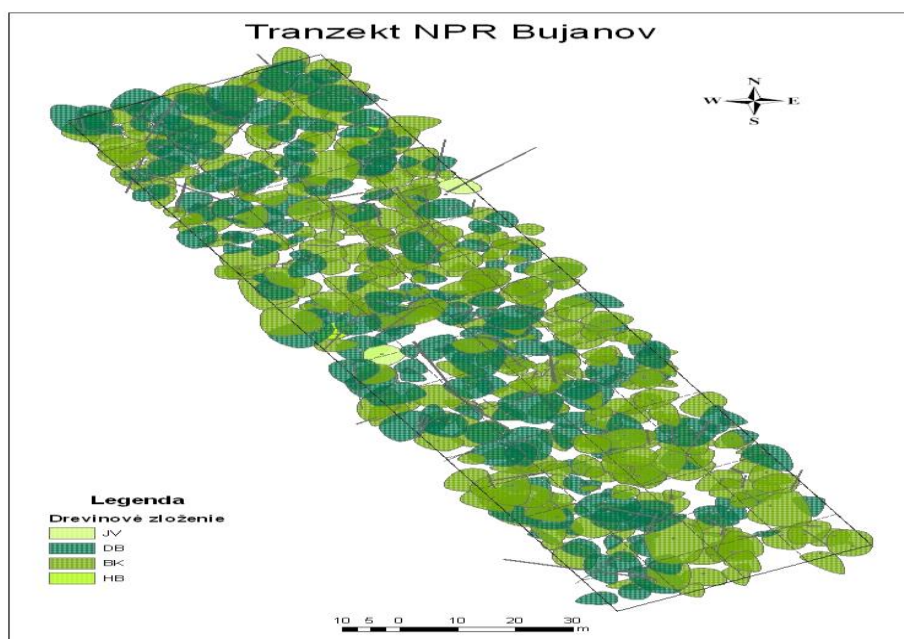 Tranzekt NPR Bujanov
N
W E
S
Legenda
Drevinové zloženie
JV
DB
BK
HB
10 5 0 10 20 30
m